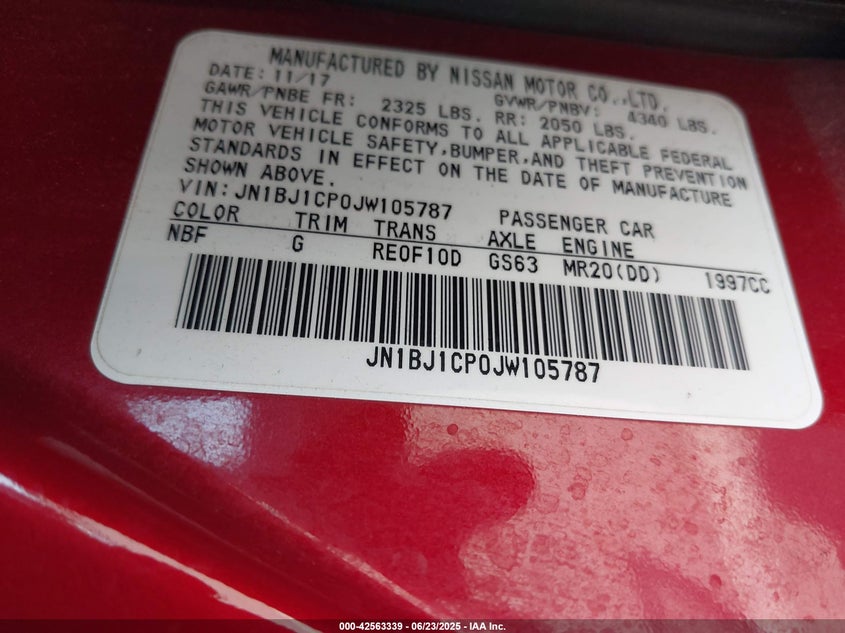 MANUFACTURED BY NISSAN MOTOR CO.,LTD.
DATE: 11/17 GVWR/PNBV: 4340 LBS.
GAWR/PNBE FR: 2325 LBS. RR: 2050 LBS.
THIS VEHICLE CONFORMS TO ALL APPLICABLE FEDERAL
MOTOR VEHICLE SAFETY,BUMPER,AND THEFT PREVENTION
STANDARDS IN EFFECT ON THE DATE OF MANUFACTURE
SHOWN ABOVE.
VIN: JN1BJ1CP0JW105787 PASSENGER CAR
COLOR TRIM TRANS AXLE ENGINE
NBF G RE0F10D GS63 MR20(DD) 1997CC
JN1BJ1CP0JW105787
000-42563339 - 06/23/2025 - IAA Inc.